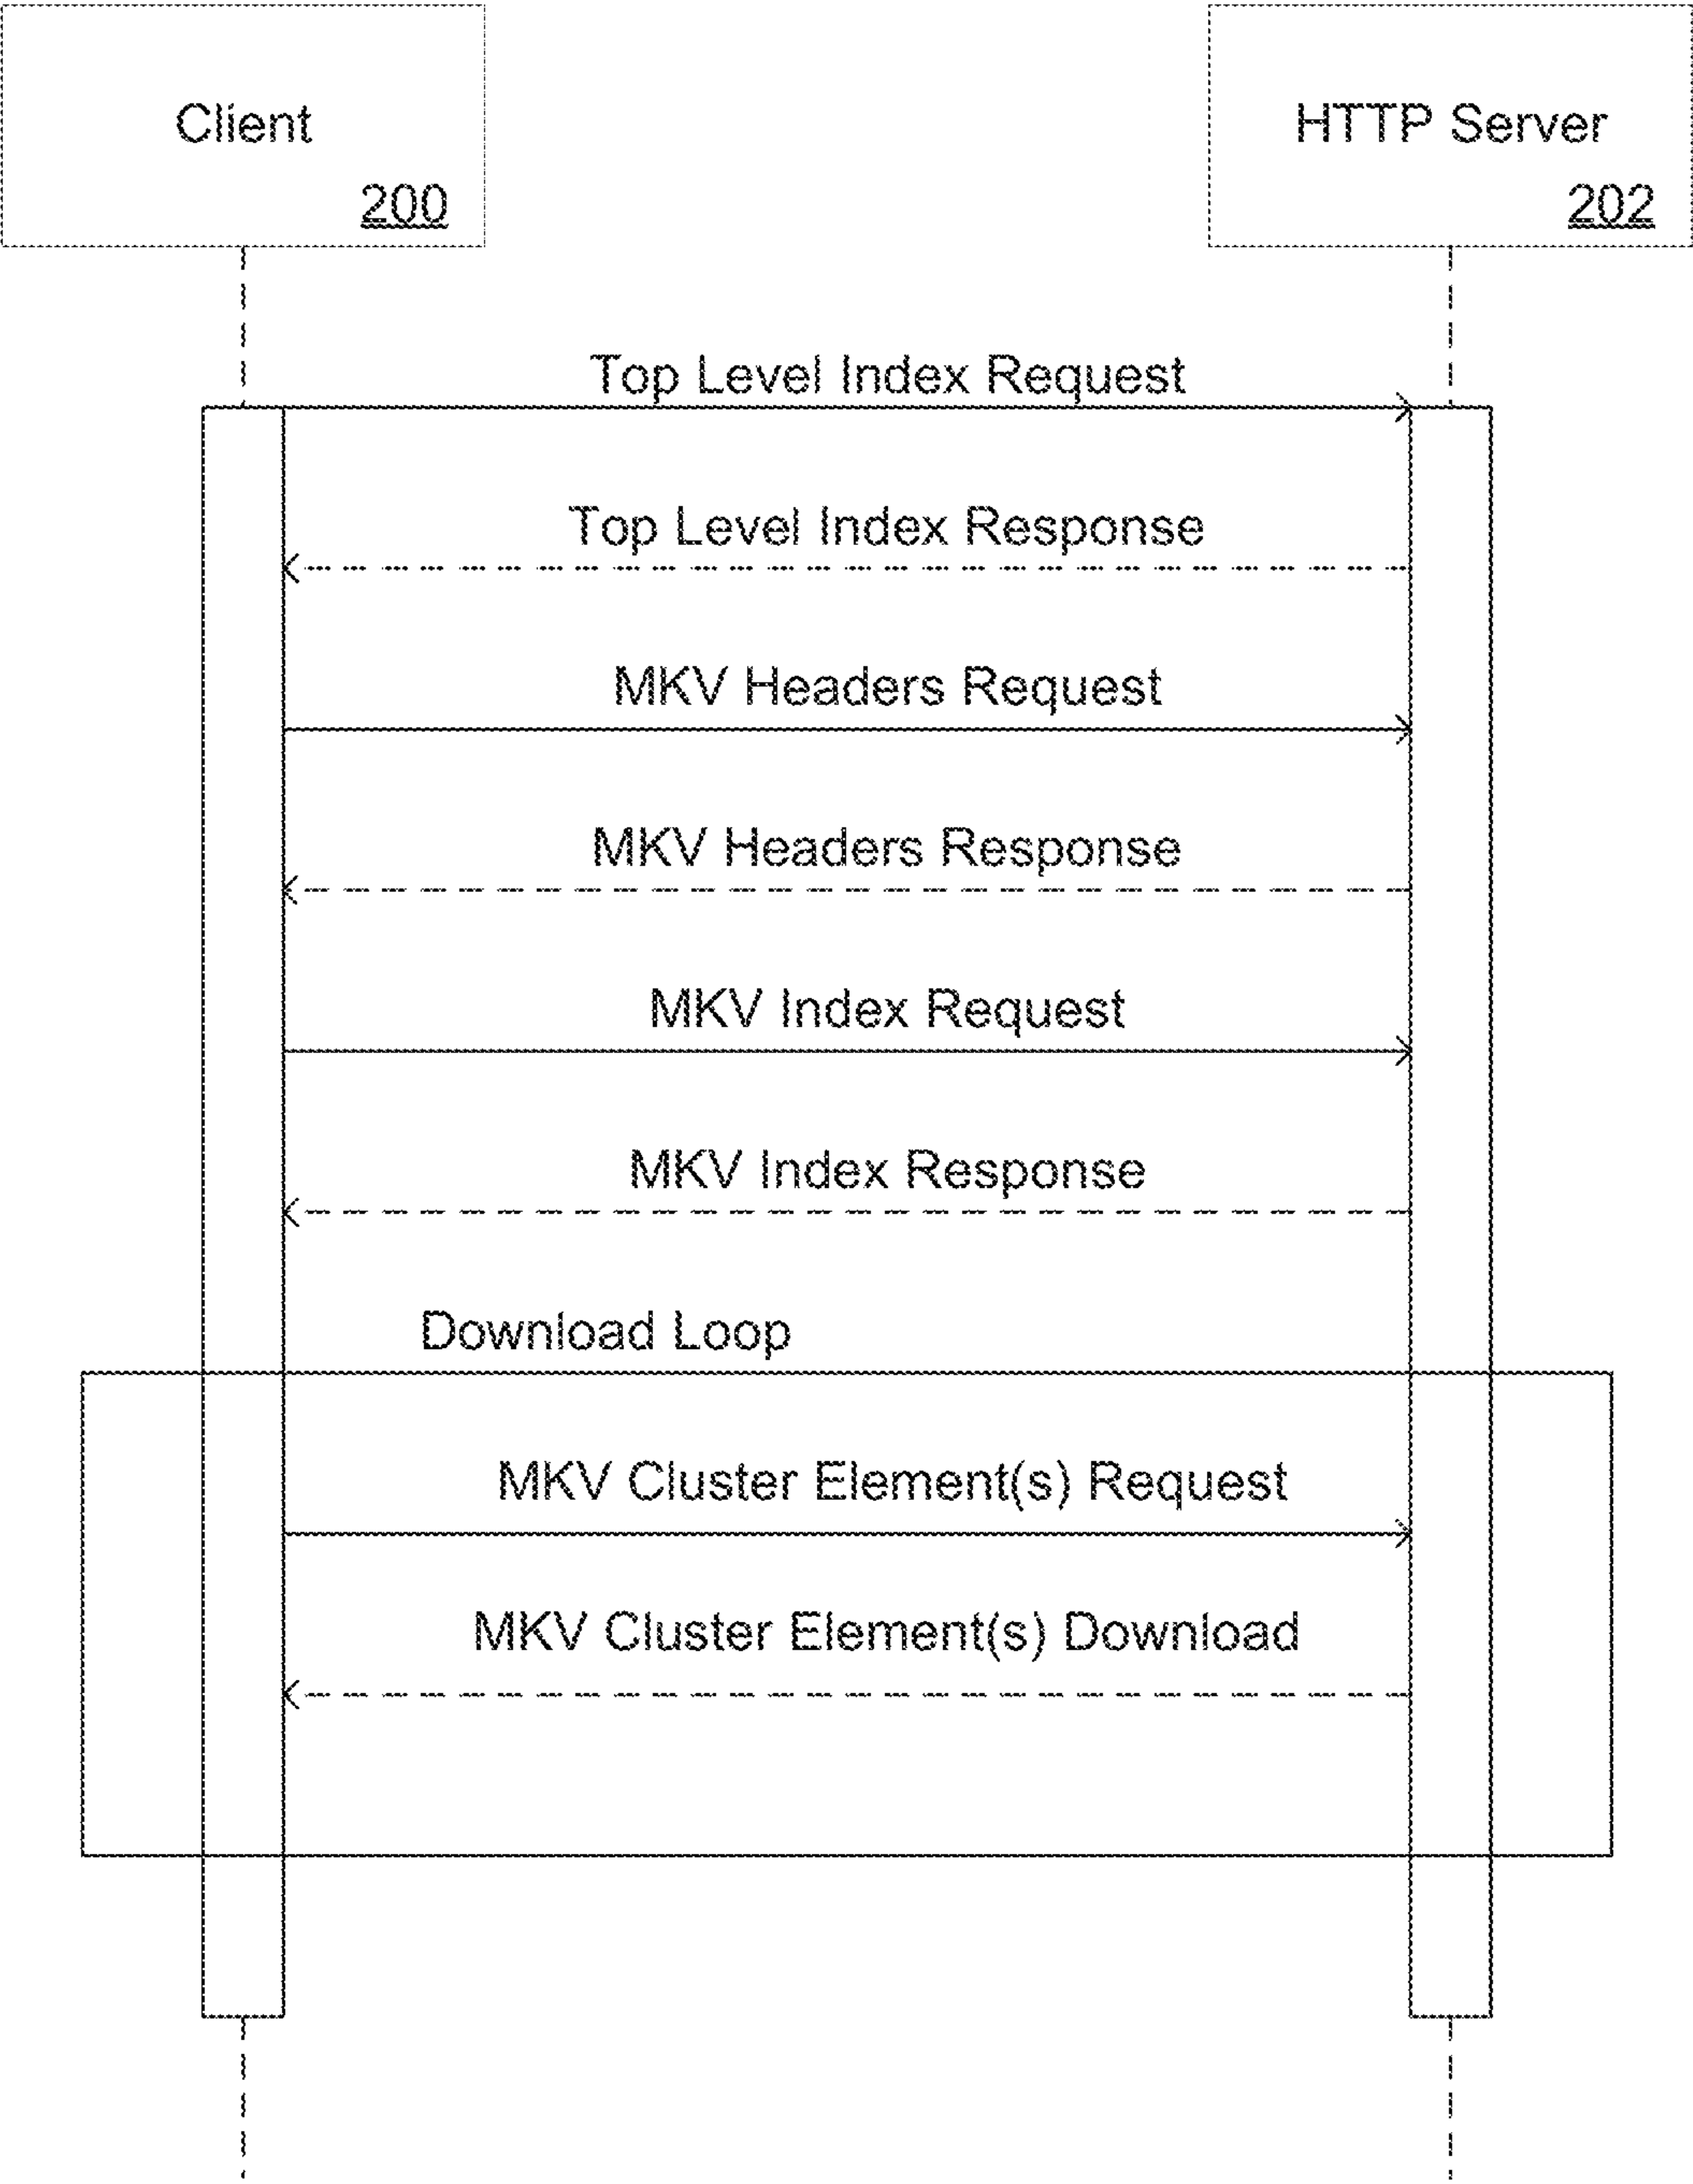 Client
200
HTTP Server
202
Top Level Index Request
Top Level Index Response
MKV Headers Request
MKV Headers Response
MKV Index Request
MKV Index Response
Download Loop
MKV Cluster Element(s) Request
MKV Cluster Element(s) Download